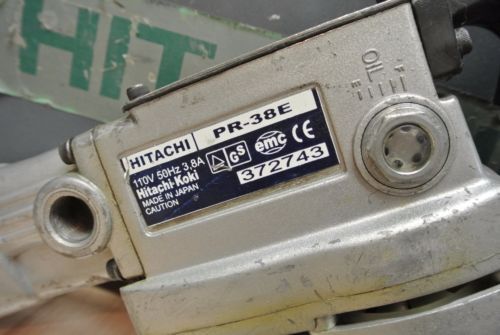 HIT
HITACHI
PR-38E
110V 50Hz 3,8A
Hitachi-Koki
MADE IN JAPAN
CAUTION
GS
emc CE
372743
OIL
F
E